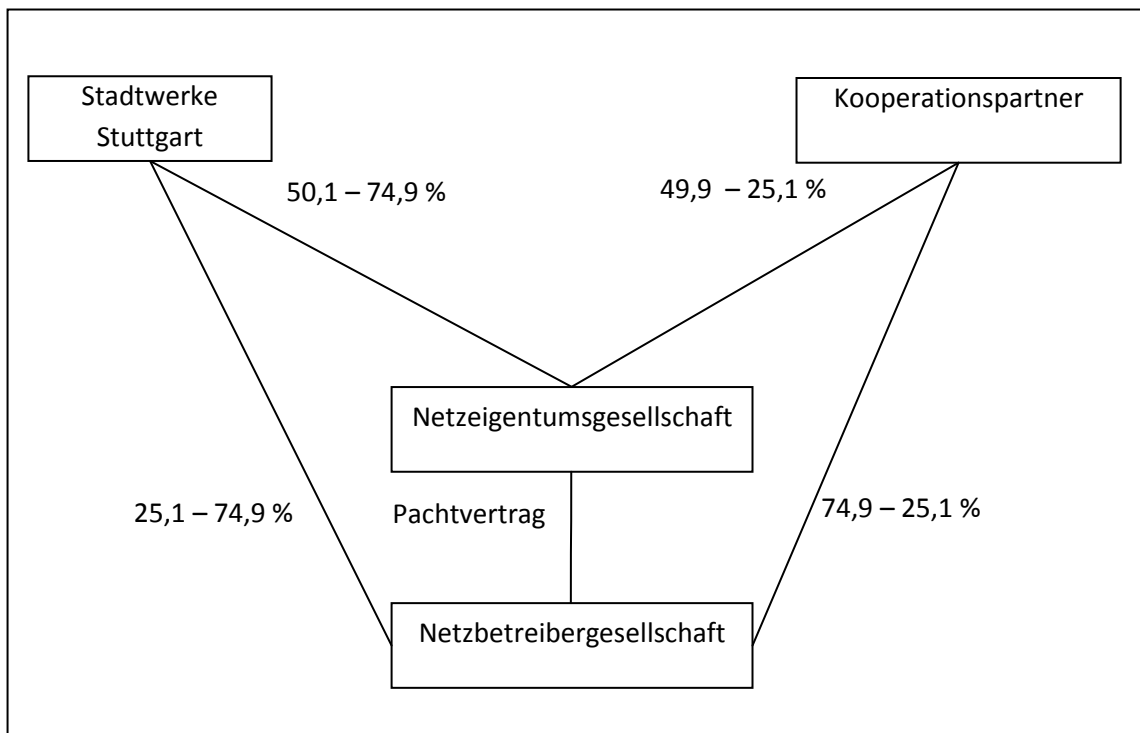 Stadtwerke
Stuttgart
Kooperationspartner
50,1 – 74,9 %
49,9 – 25,1 %
Netzeigentumsgesellschaft
25,1 – 74,9 %
Pachtvertrag
74,9 – 25,1 %
Netzbetreibergesellschaft